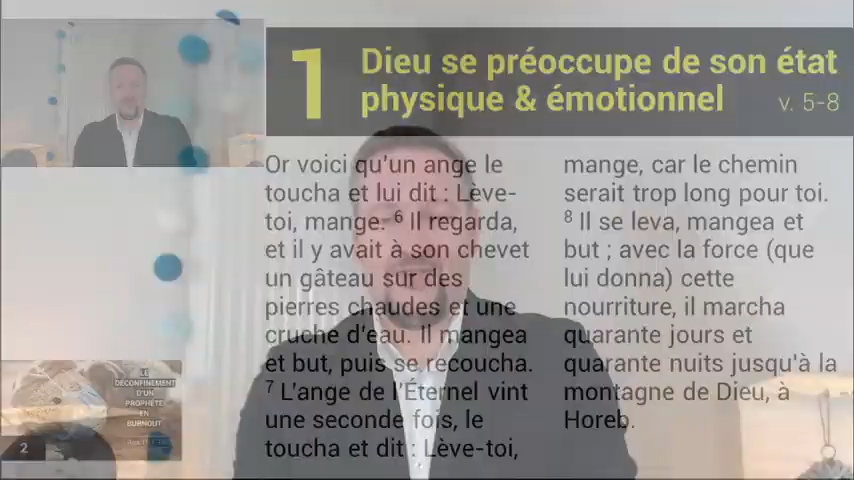 1
Dieu se préoccupe de son état
physique & émotionnel
v. 5-8
Or voici qu'un ange le
toucha et lui dit : Lève-
toi, mange. 6 Il regarda,
et il y avait à son chevet
un gâteau sur des
pierres chaudes et une
cruche d'eau. Il mangea
et but, puis se recoucha.
7 L'ange de l'Éternel vint
une seconde fois, le
toucha et dit : Lève-toi,
mange, car le chemin
serait trop long pour toi.
8 Il se leva, mangea et
but ; avec la force (que
lui donna) cette
nourriture, il marcha
quarante jours et
quarante nuits jusqu'à la
montagne de Dieu, à
Horeb.
LE
DÉCONFINEMENT
D'UN
PROPHÈTE
EN
BURNOUT
2